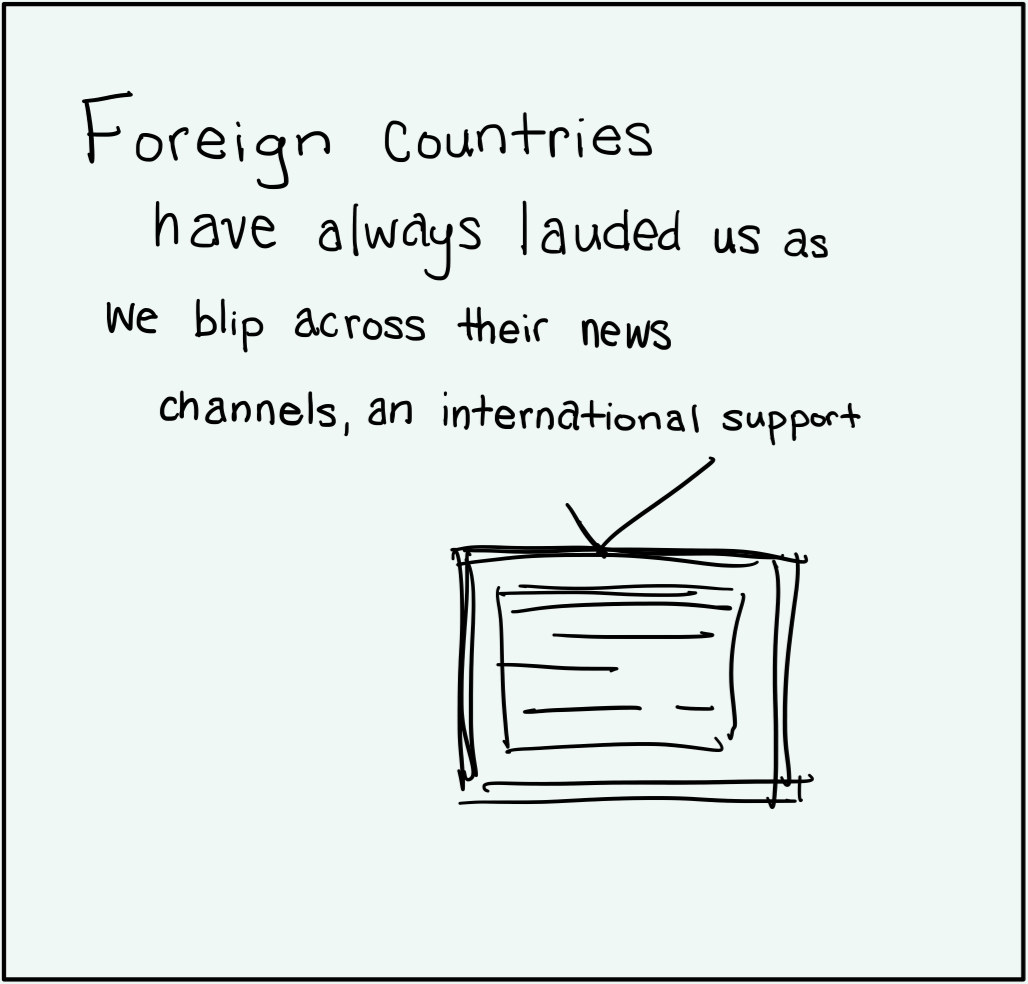 Foreign countries
have always lauded us as
we blip across their news
channels, an international support